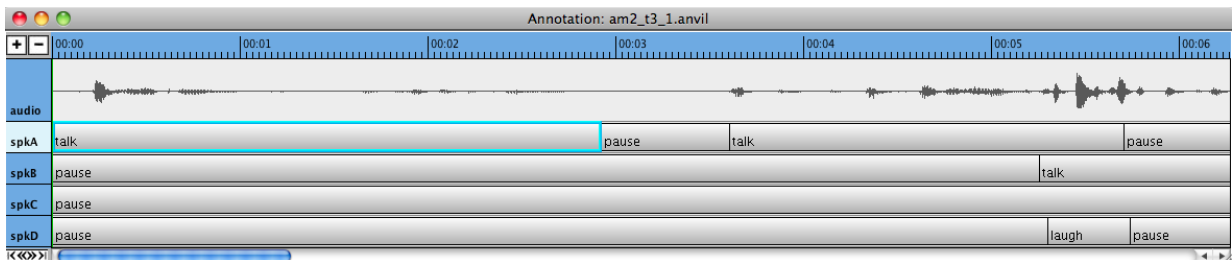 Annotation: am2_t3_1.anvil
+ - 00:00 00:01 00:02 00:03 00:04 00:05 00:06
audio
spkA talk pause talk pause
spkB pause talk
spkC pause
spkD pause laugh pause